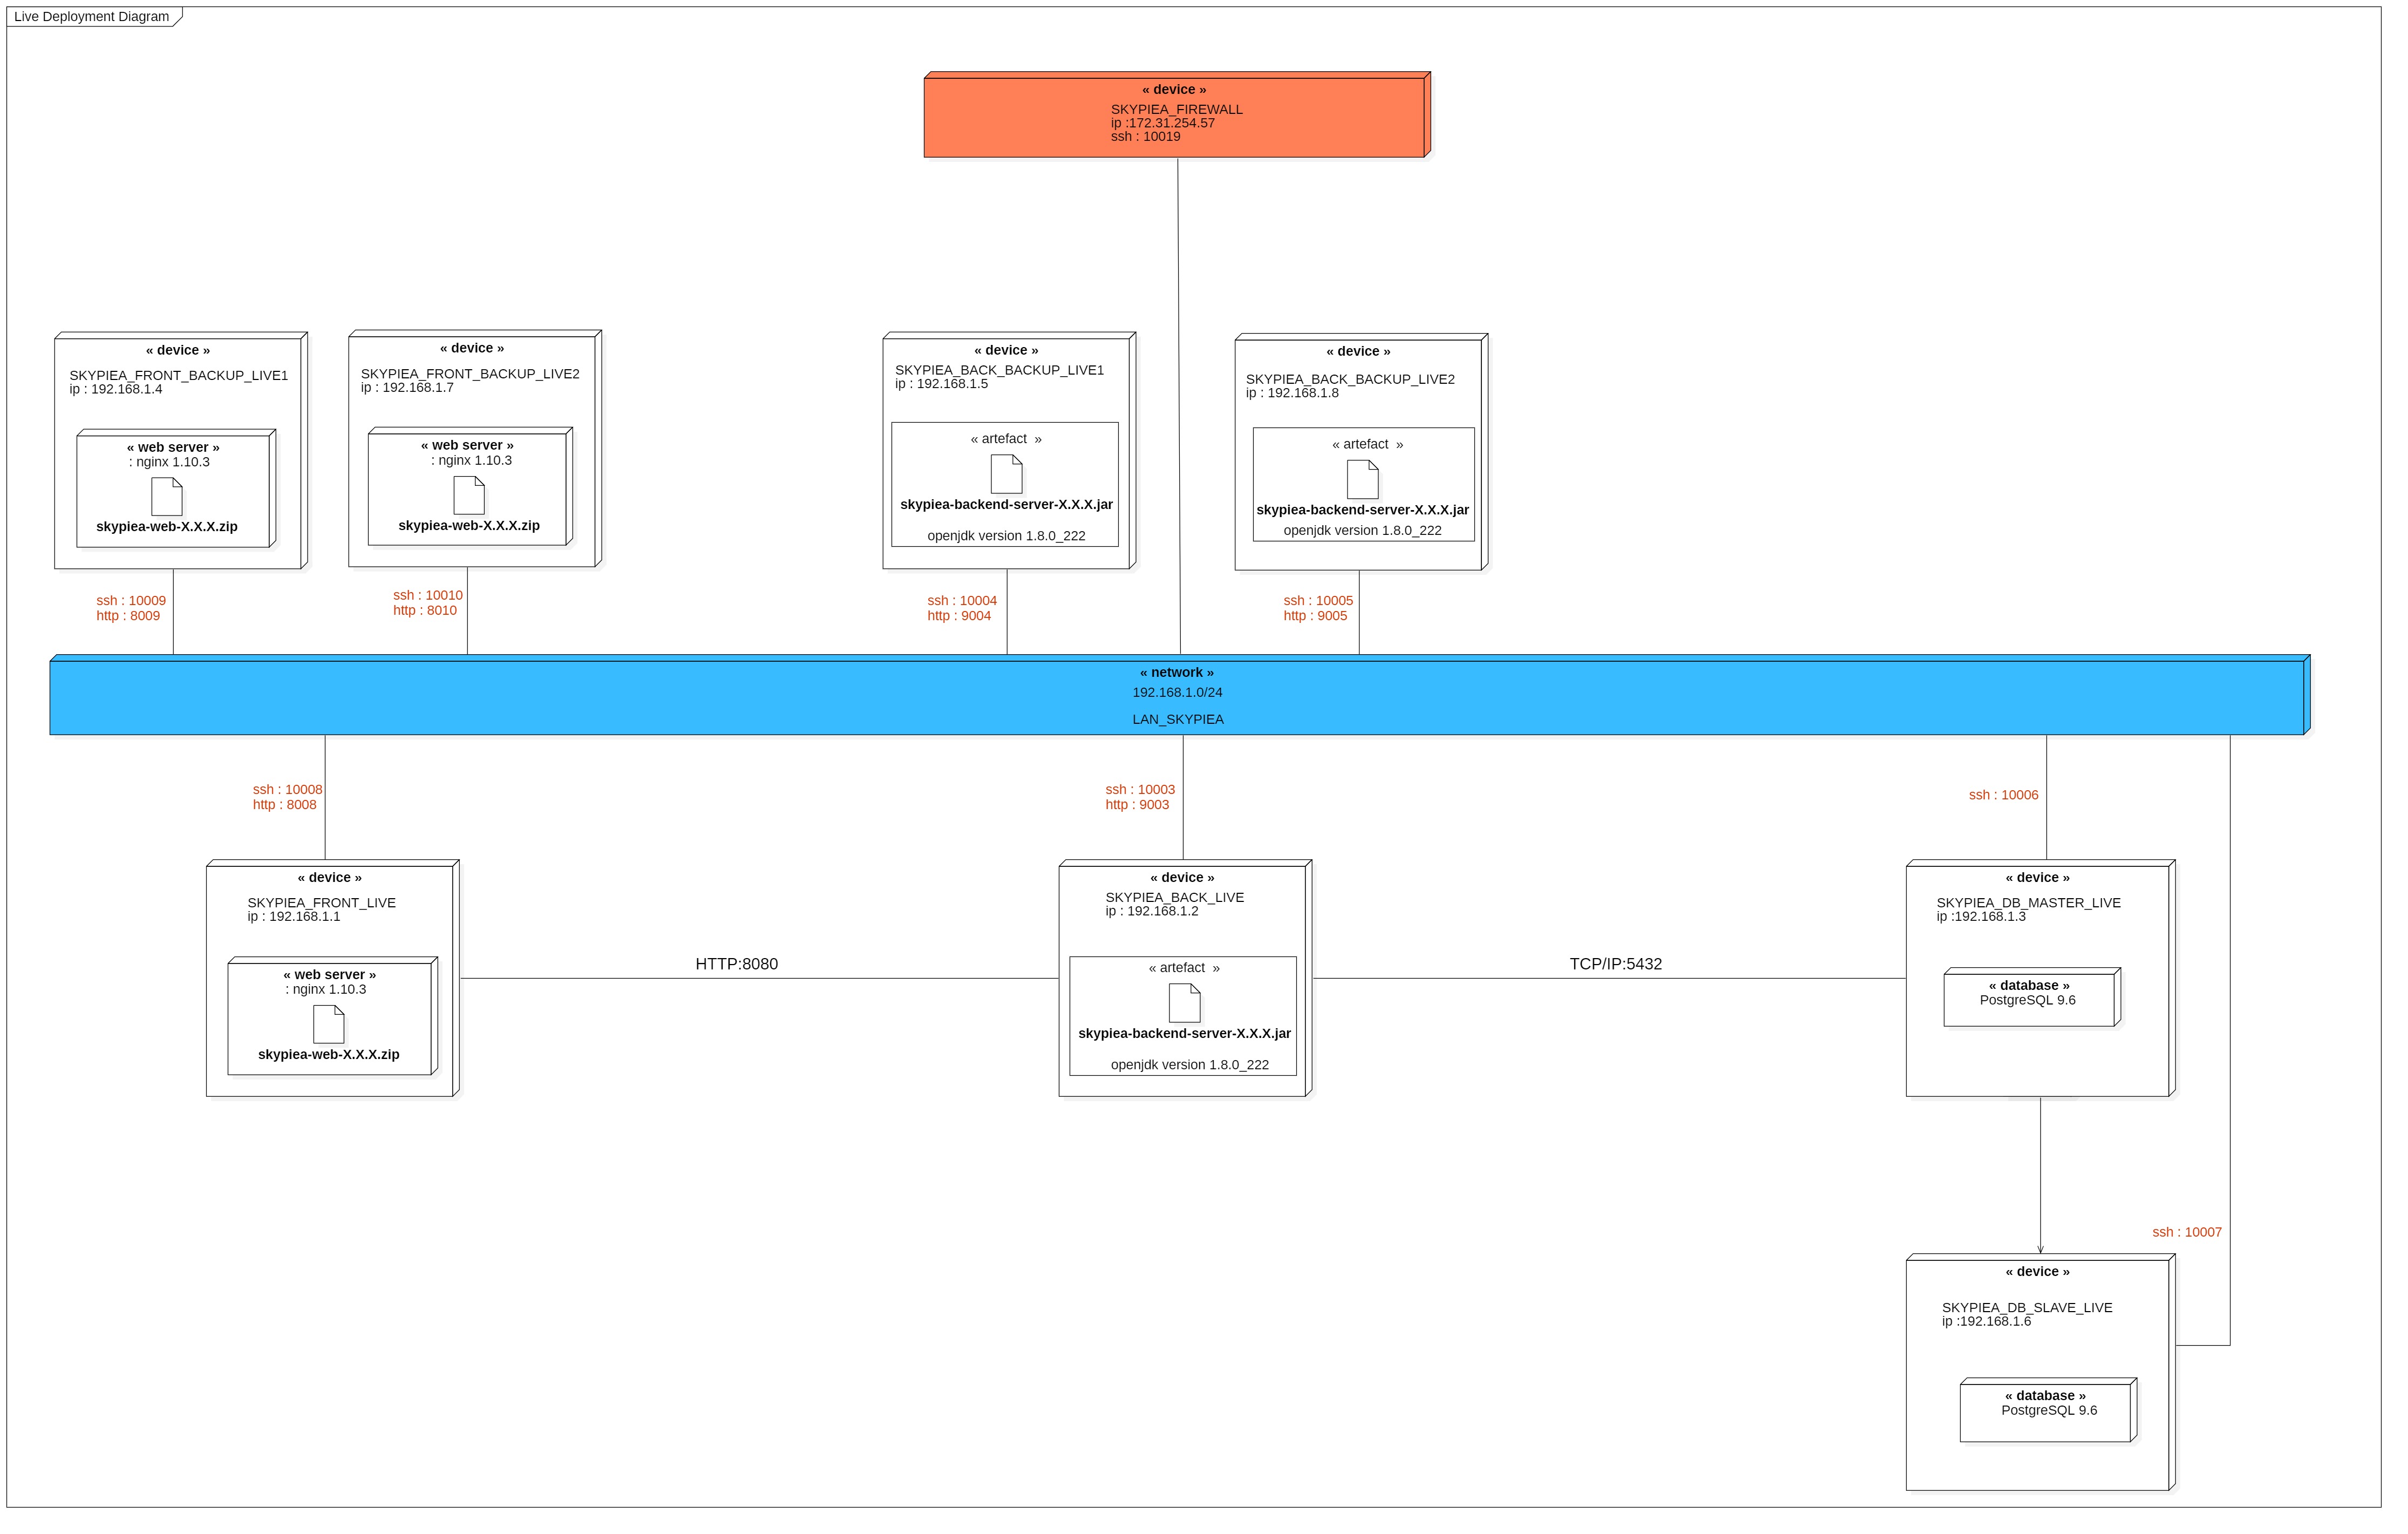 Live Deployment Diagram
« device »
SKYPIEA_FIREWALL
ip :172.31.254.57
ssh : 10019
« device »
SKYPIEA_FRONT_BACKUP_LIVE1
ip : 192.168.1.4
« web server »
: nginx 1.10.3
skypiea-web-X.X.X.zip
« device »
SKYPIEA_FRONT_BACKUP_LIVE2
ip : 192.168.1.7
« web server »
: nginx 1.10.3
skypiea-web-X.X.X.zip
« device »
SKYPIEA_BACK_BACKUP_LIVE1
ip : 192.168.1.5
« artefact  »
skypiea-backend-server-X.X.X.jar
openjdk version 1.8.0_222
« device »
SKYPIEA_BACK_BACKUP_LIVE2
ip : 192.168.1.8
« artefact  »
skypiea-backend-server-X.X.X.jar
openjdk version 1.8.0_222
ssh : 10009
http : 8009
ssh : 10010
http : 8010
ssh : 10004
http : 9004
ssh : 10005
http : 9005
« network »
192.168.1.0/24
LAN_SKYPIEA
ssh : 10008
http : 8008
ssh : 10003
http : 9003
ssh : 10006
« device »
SKYPIEA_FRONT_LIVE
ip : 192.168.1.1
« web server »
: nginx 1.10.3
skypiea-web-X.X.X.zip
HTTP:8080
« device »
SKYPIEA_BACK_LIVE
ip : 192.168.1.2
« artefact  »
skypiea-backend-server-X.X.X.jar
openjdk version 1.8.0_222
TCP/IP:5432
« device »
SKYPIEA_DB_MASTER_LIVE
ip :192.168.1.3
« database »
PostgreSQL 9.6
ssh : 10007
« device »
SKYPIEA_DB_SLAVE_LIVE
ip :192.168.1.6
« database »
PostgreSQL 9.6